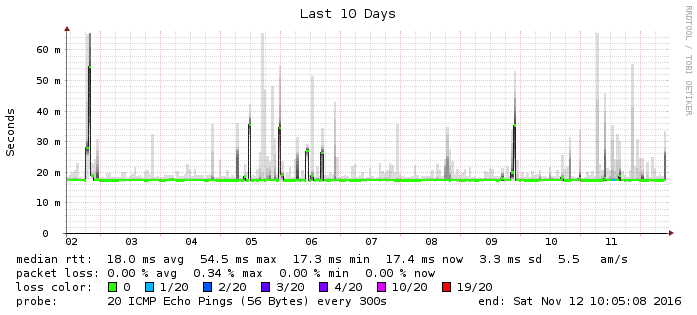 Last 10 Days
RRDTOOL / TOBI OETIKER
Seconds
60 m
50 m
40 m
30 m
20 m
10 m
0
02 03 04 05 06 07 08 09 10 11
median rtt: 18.0 ms avg 54.5 ms max 17.3 ms min 17.4 ms now 3.3 ms sd 5.5 am/s
packet loss: 0.00 % avg 0.34 % max 0.00 % min 0.00 % now
loss color: 0 1/20 2/20 3/20 4/20 10/20 19/20
probe: 20 ICMP Echo Pings (56 Bytes) every 300s end: Sat Nov 12 10:05:08 2016